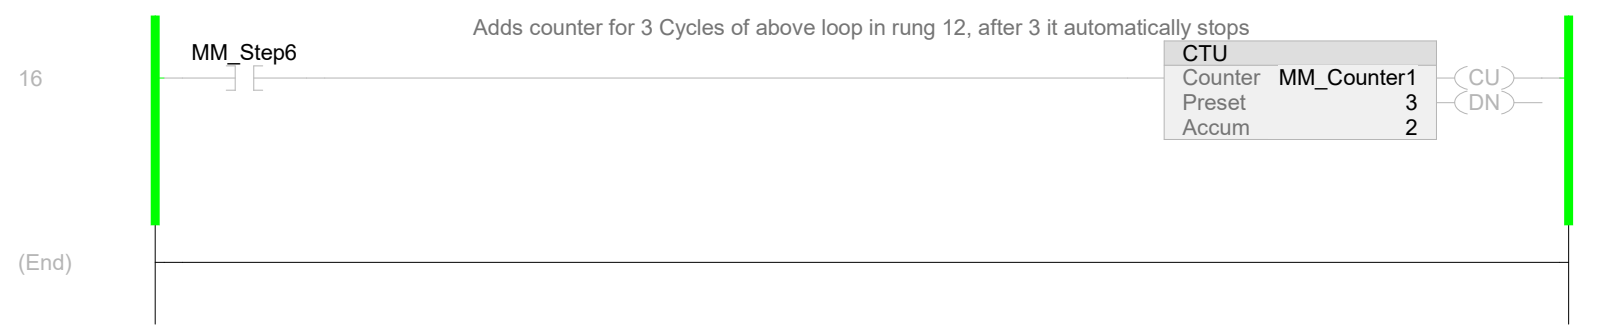 Adds counter for 3 Cycles of above loop in rung 12, after 3 it automatically stops
MM_Step6
CTU
16
Counter MM_Counter1
CU
Preset 3
DN
Accum 2
(End)